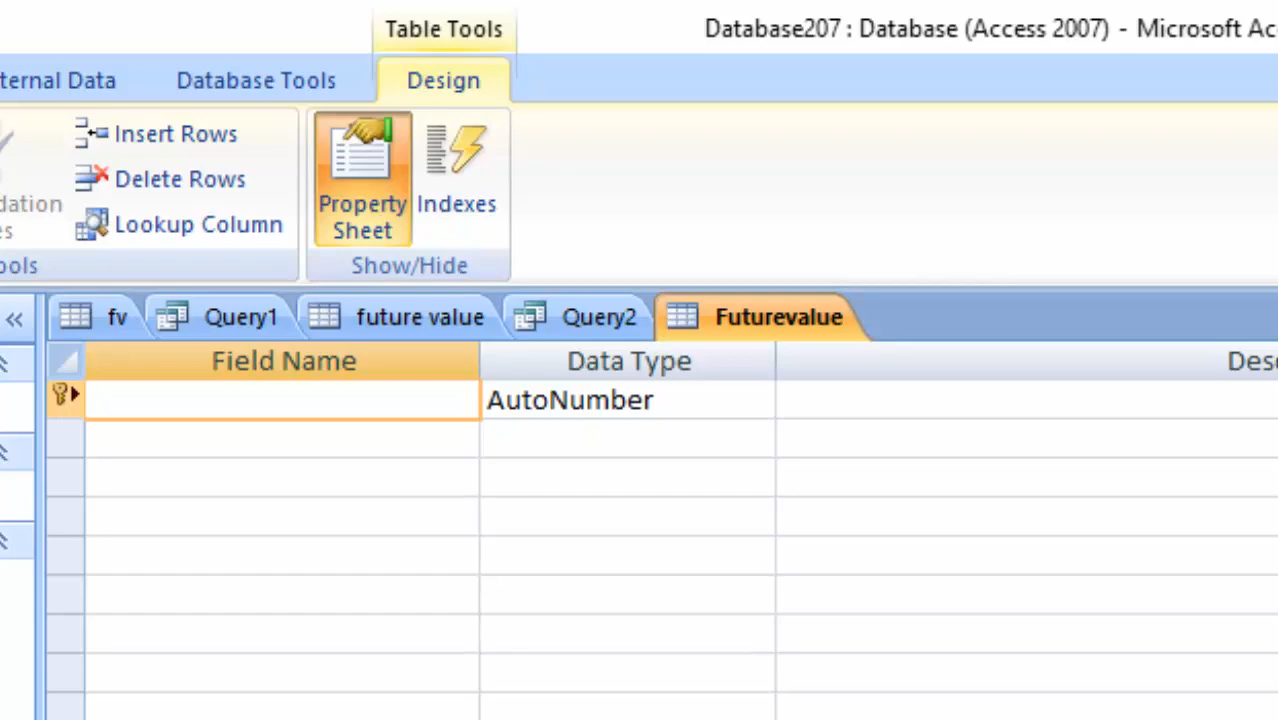 Table Tools
Database207 : Database (Access 2007) - Microsoft Ac
ternal Data
Database Tools
Design
Insert Rows
Delete Rows
Lookup Column
dation
es
ools
Property
Sheet
Indexes
Show/Hide
fv
Query1
future value
Query2
Futurevalue
Field Name
Data Type
Desc
AutoNumber